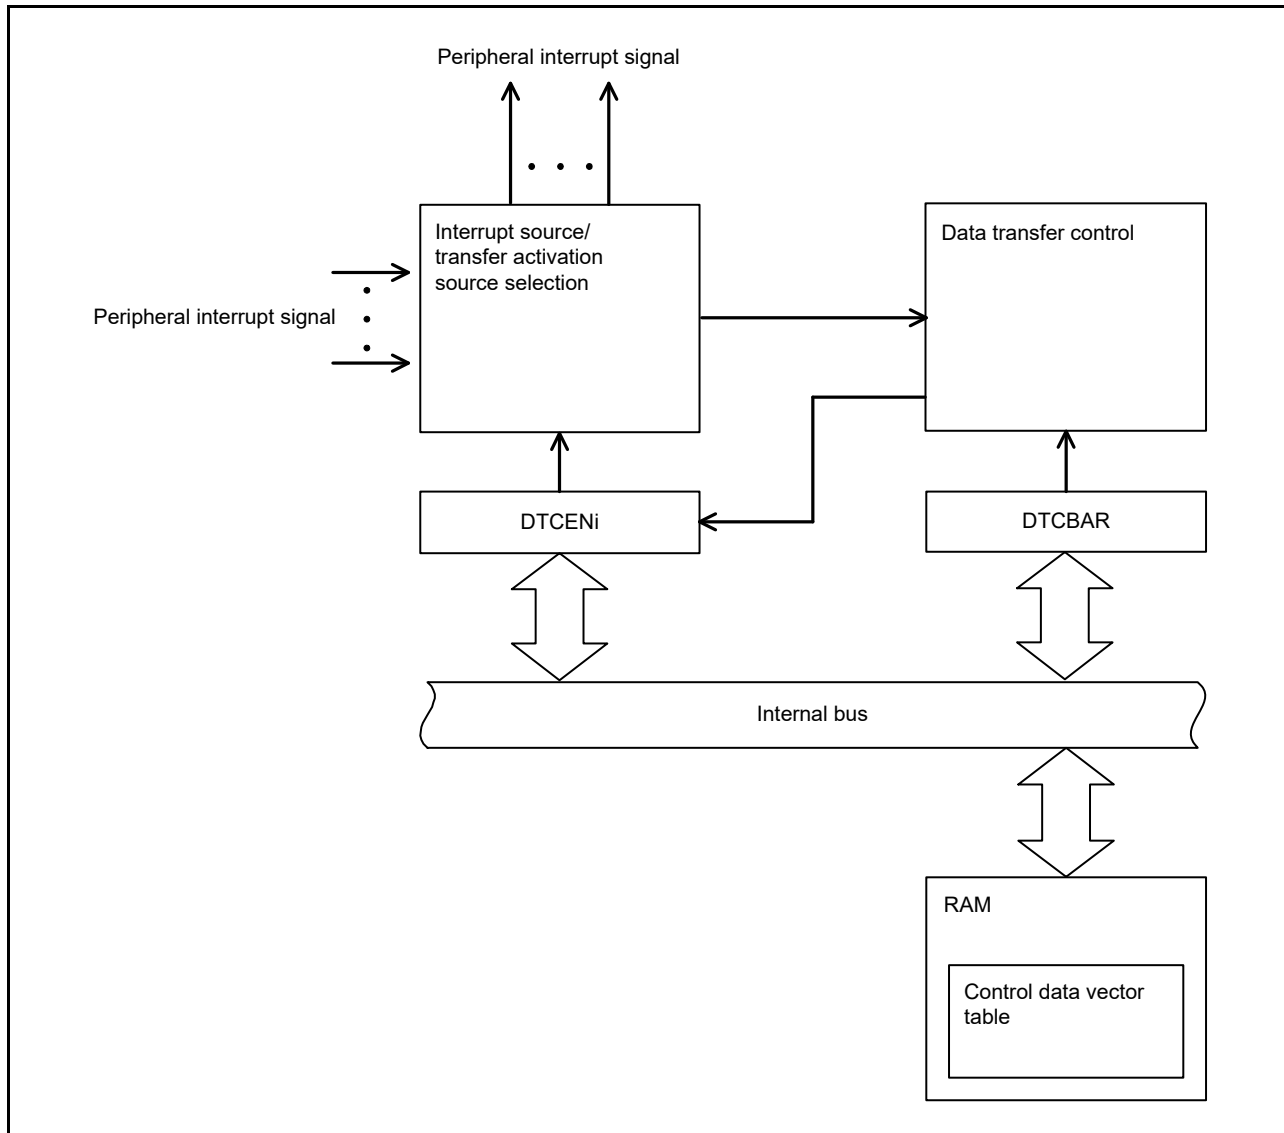 Peripheral interrupt signal
Interrupt source/
transfer activation
source selection
Data transfer control
Peripheral interrupt signal
DTCENi
DTCBAR
Internal bus
RAM
Control data vector
table